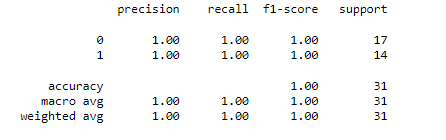 precision recall f1-score support
0 1.00 1.00 1.00 17
1 1.00 1.00 1.00 14
accuracy 1.00 31
macro avg 1.00 1.00 1.00 31
weighted avg 1.00 1.00 1.00 31